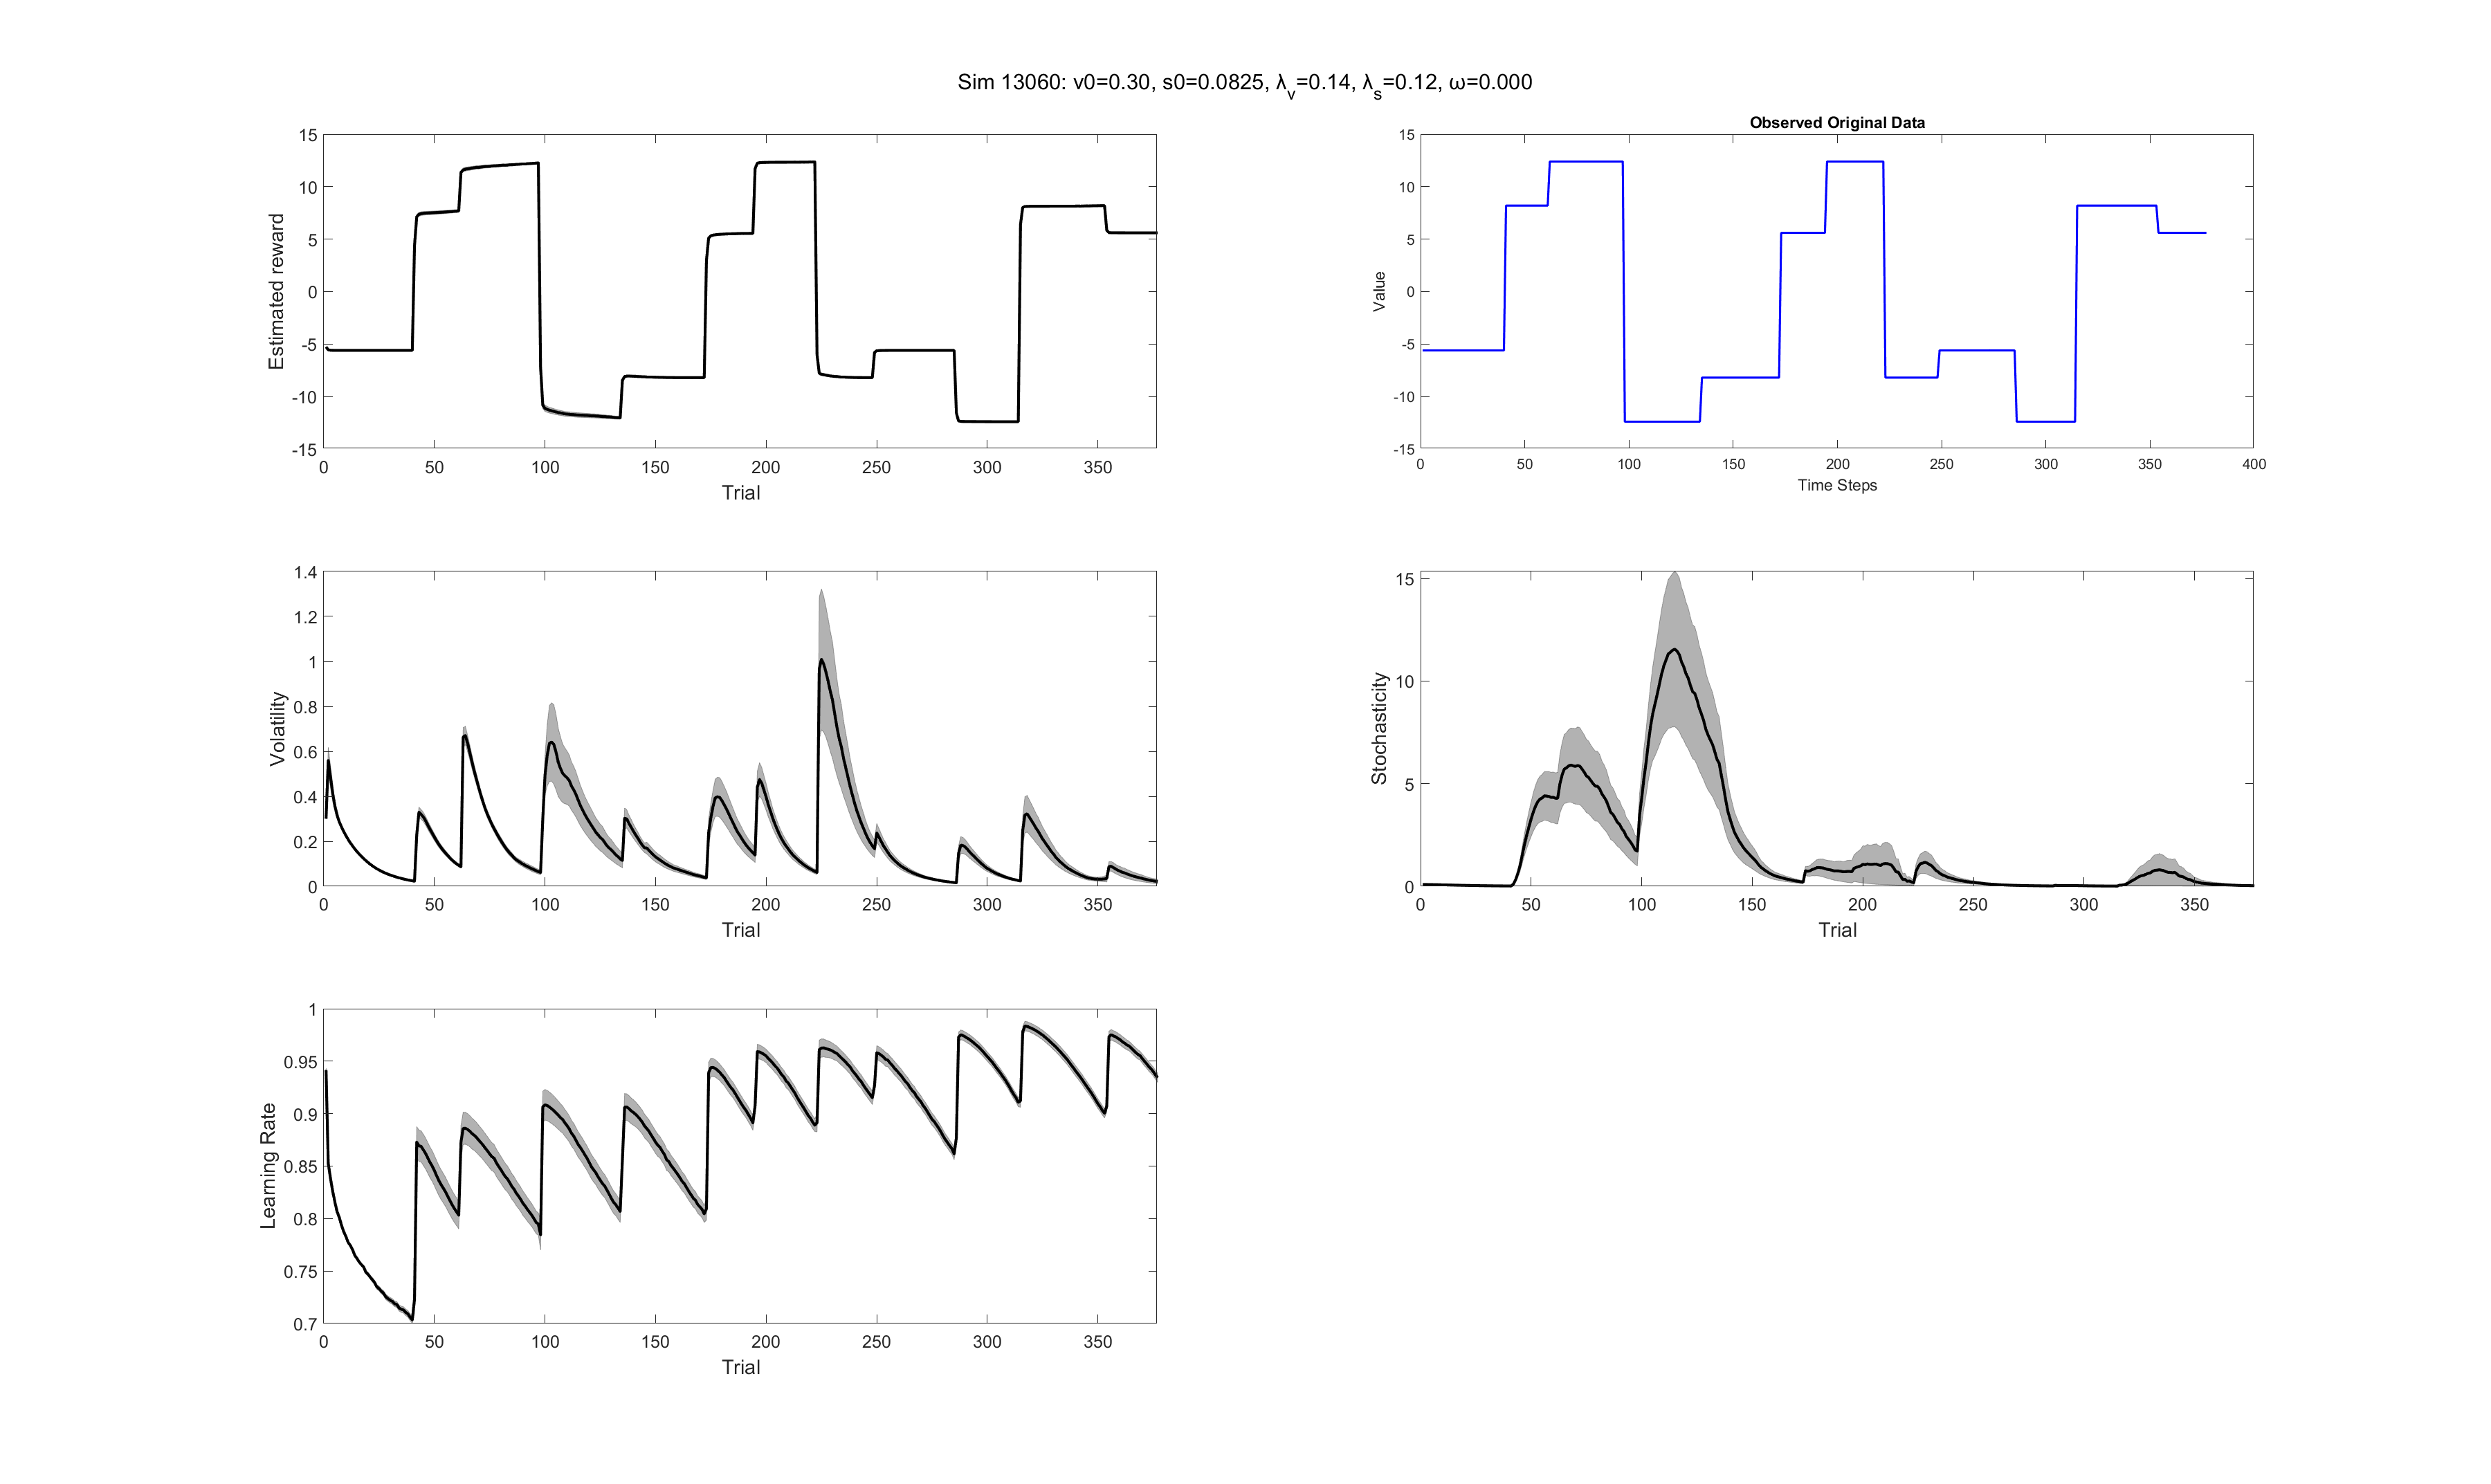 Sim 13060: v0=0.30, s0=0.0825, λv=0.14, λs=0.12, ω=0.000
Estimated reward
15
10
5
0
-5
-10
-15
0 50 100 150 200 250 300 350
Trial
Observed Original Data
Value
15
10
5
0
-5
-10
-15
0 50 100 150 200 250 300 350 400
Time Steps
Volatility
1.4
1.2
1
0.8
0.6
0.4
0.2
0
0 50 100 150 200 250 300 350
Trial
Stochasticity
15
10
5
0
0 50 100 150 200 250 300 350
Trial
Learning Rate
1
0.95
0.9
0.85
0.8
0.75
0.7
0 50 100 150 200 250 300 350
Trial